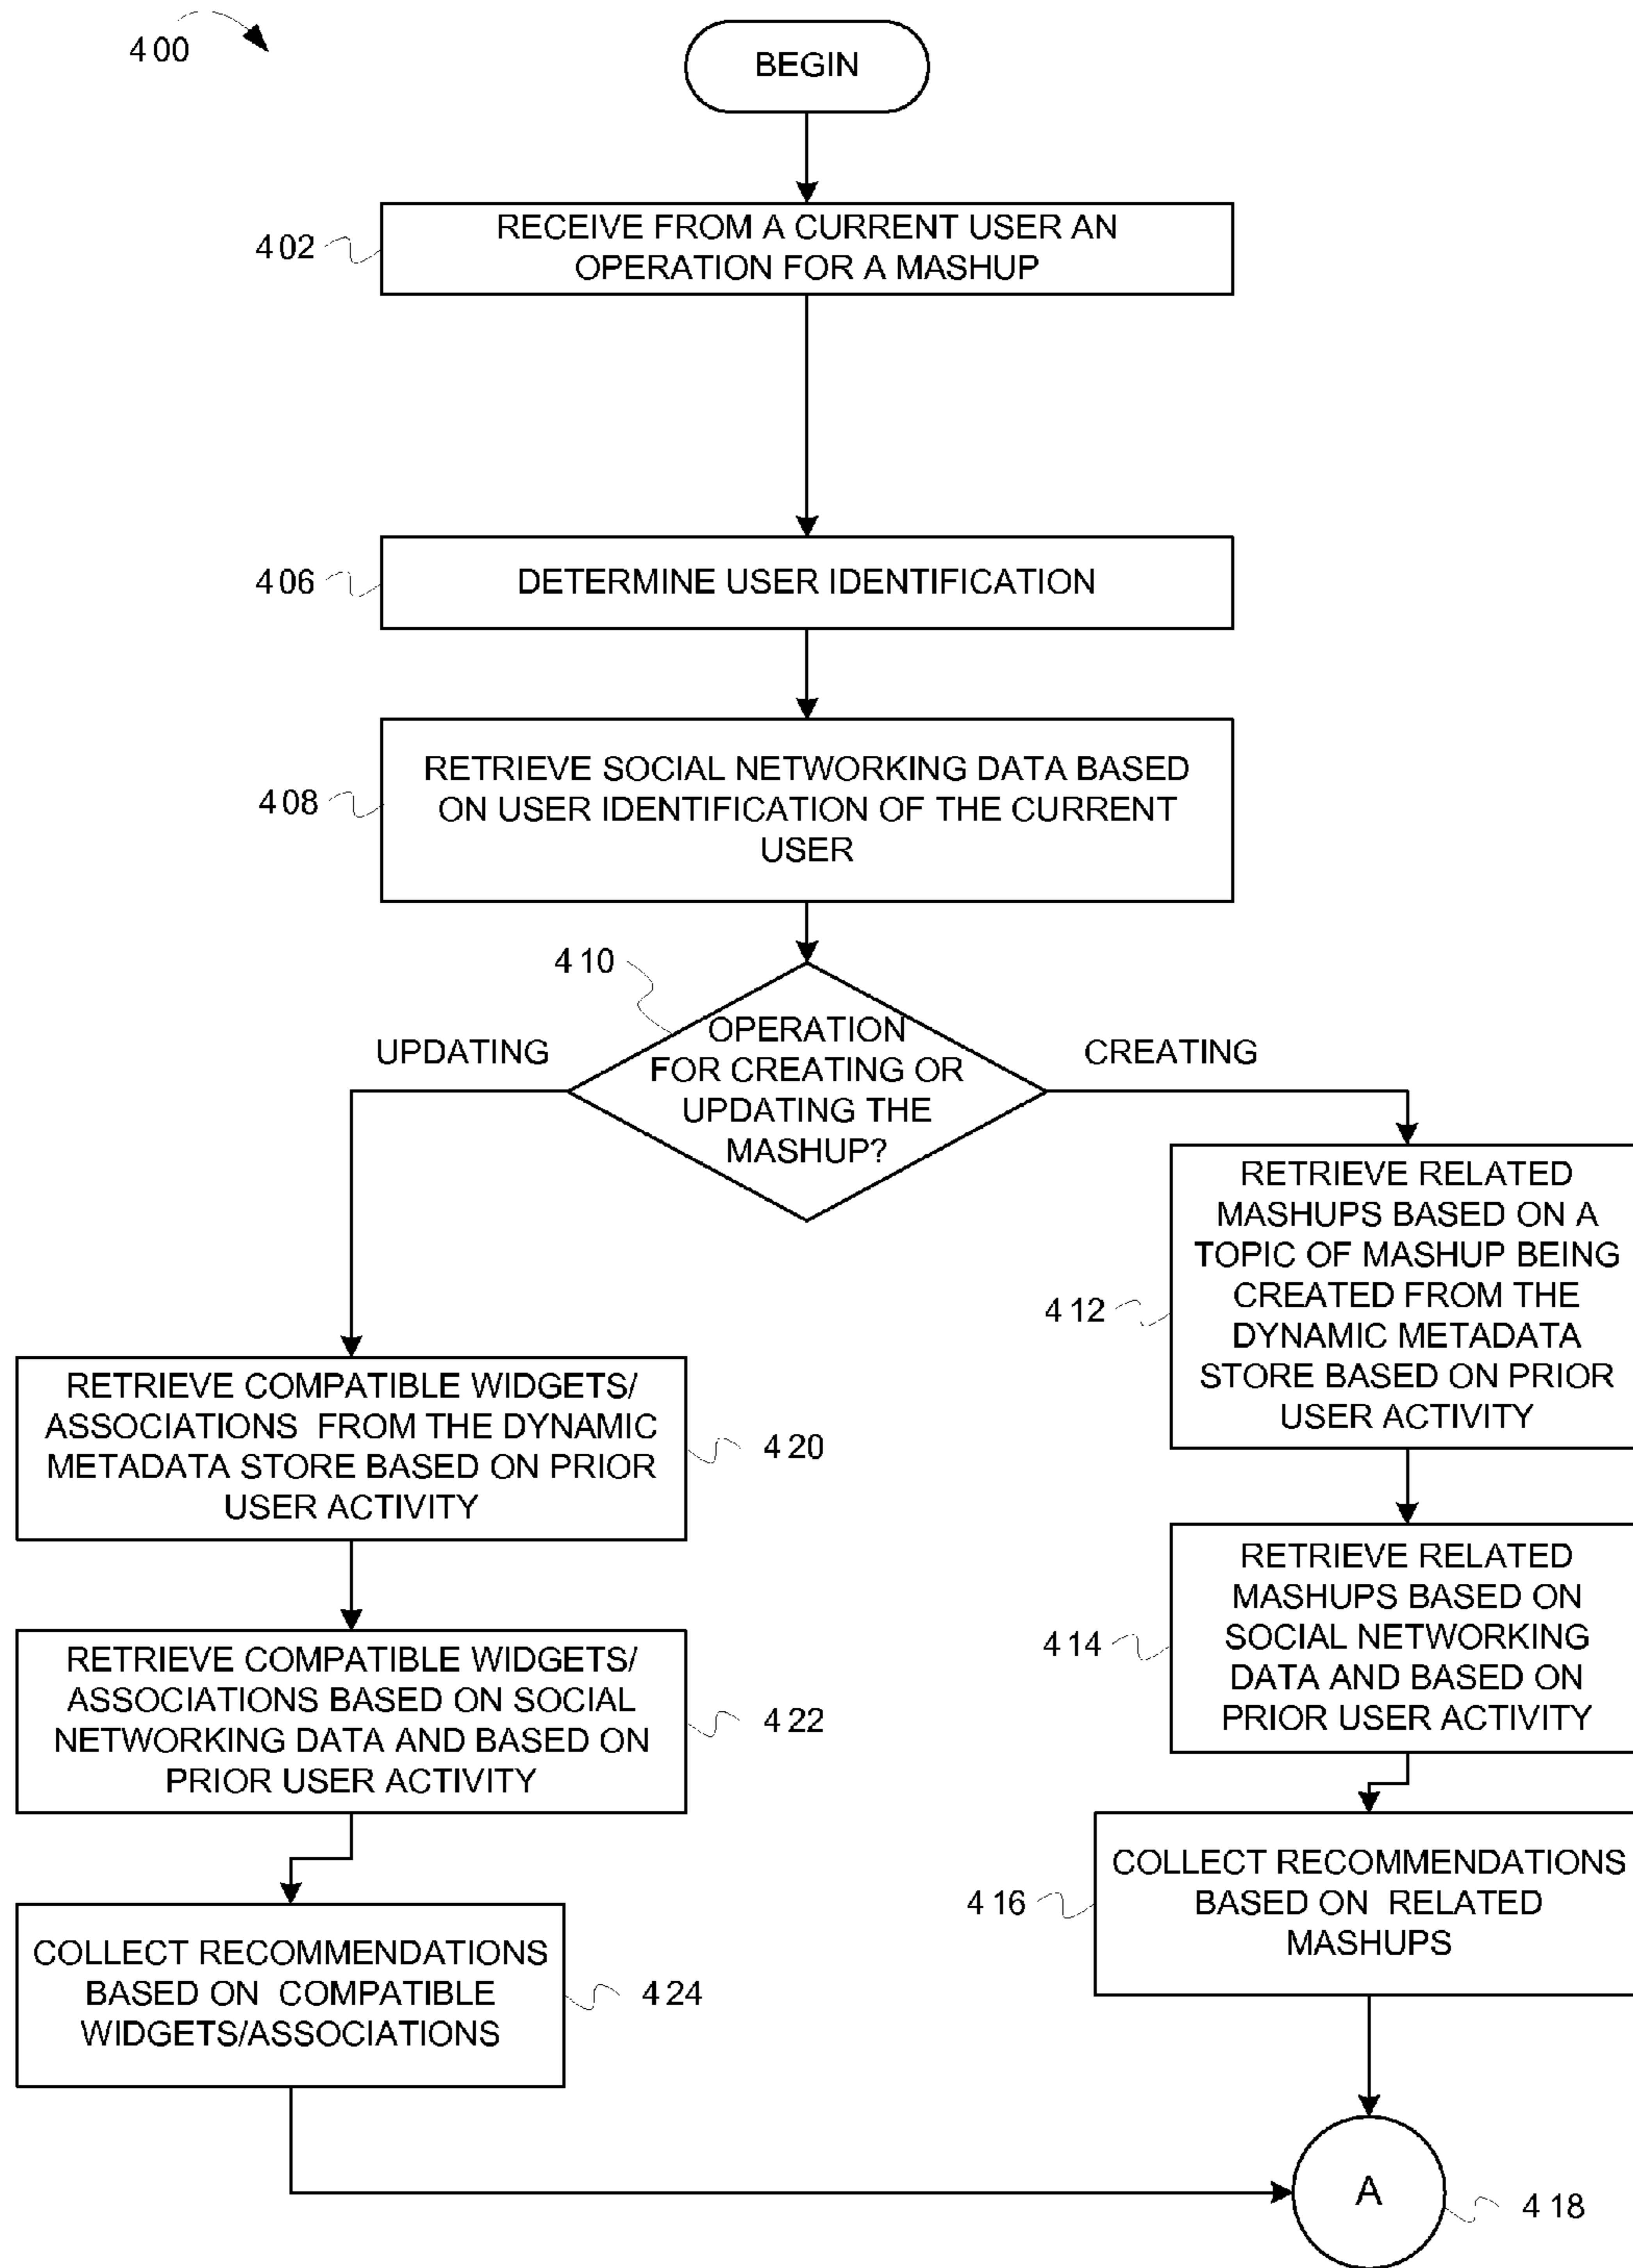 400
BEGIN
402
RECEIVE FROM A CURRENT USER AN
OPERATION FOR A MASHUP
406
DETERMINE USER IDENTIFICATION
408
RETRIEVE SOCIAL NETWORKING DATA BASED
ON USER IDENTIFICATION OF THE CURRENT
USER
410
OPERATION
FOR CREATING OR
UPDATING THE
MASHUP?
UPDATING
CREATING
RETRIEVE RELATED
MASHUPS BASED ON A
TOPIC OF MASHUP BEING
CREATED FROM THE
DYNAMIC METADATA
STORE BASED ON PRIOR
USER ACTIVITY
412
RETRIEVE COMPATIBLE WIDGETS/
ASSOCIATIONS FROM THE DYNAMIC
METADATA STORE BASED ON PRIOR
USER ACTIVITY
420
RETRIEVE RELATED
MASHUPS BASED ON
SOCIAL NETWORKING
DATA AND BASED ON
PRIOR USER ACTIVITY
414
RETRIEVE COMPATIBLE WIDGETS/
ASSOCIATIONS BASED ON SOCIAL
NETWORKING DATA AND BASED ON
PRIOR USER ACTIVITY
422
COLLECT RECOMMENDATIONS
BASED ON RELATED
MASHUPS
416
COLLECT RECOMMENDATIONS
BASED ON COMPATIBLE
WIDGETS/ASSOCIATIONS
424
A
418